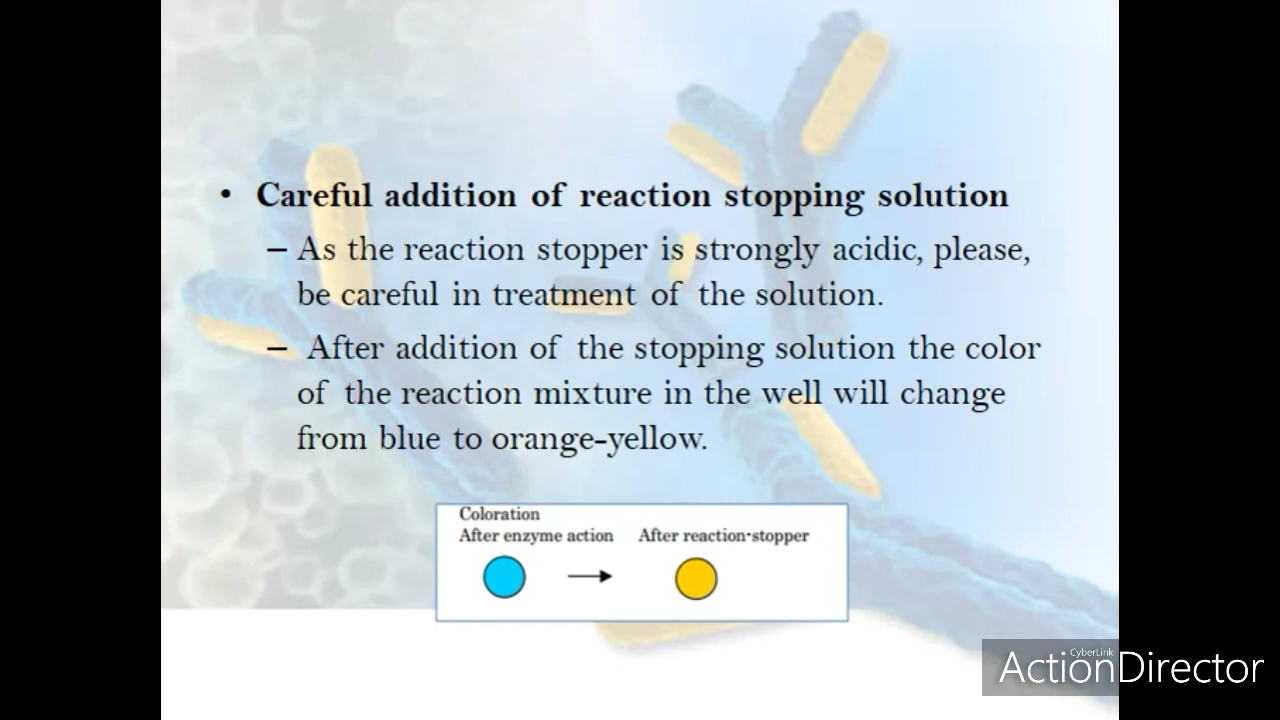 • Careful addition of reaction stopping solution
– As the reaction stopper is strongly acidic, please,
be careful in treatment of the solution.
– After addition of the stopping solution the color
of the reaction mixture in the well will change
from blue to orange-yellow.
Coloration
After enzyme action After reaction-stopper
CyberLink
ActionDirector